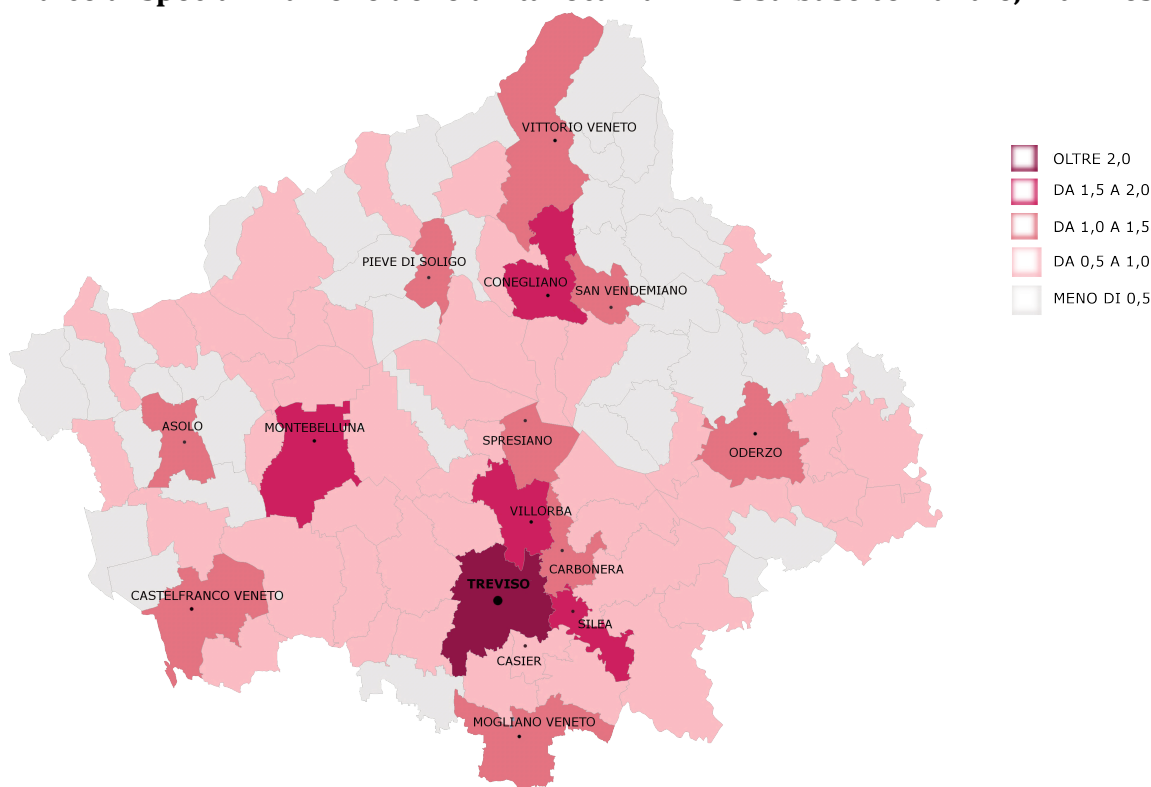 VITTORIO VENETO
OLTRE 2,0
DA 1,5 A 2,0
DA 1,0 A 1,5
DA 0,5 A 1,0
MENO DI 0,5
PIEVE DI SOLIGO
CONEGLIANO
SAN VENDEMIANO
ASOLO
MONTEBELLUNA
SPRESIANO
ODERZO
VILLORBA
CARBONERA
TREVISO
CASTELFRANCO VENETO
SILEA
CASIER
MOGLIANO VENETO